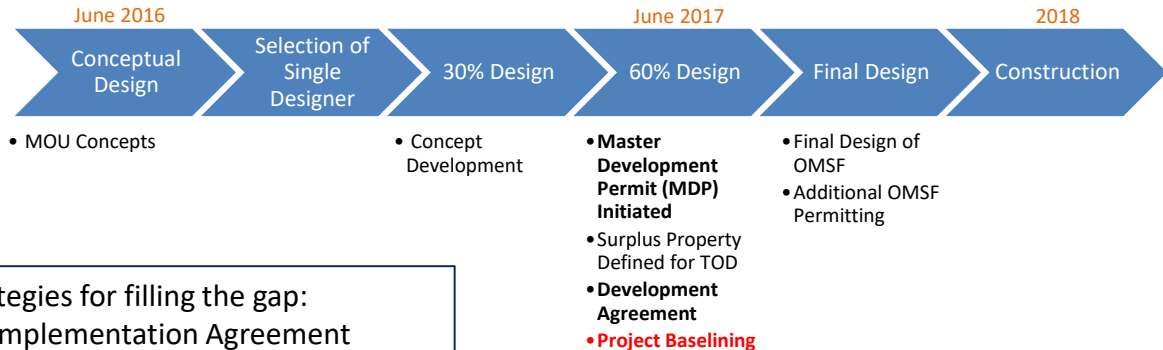 June 2016
June 2017
2018
Conceptual
Design
Selection of
Single
Designer
30% Design
60% Design
Final Design
Construction
• MOU Concepts
• Concept
Development
• Master
Development
Permit (MDP)
Initiated
• Surplus Property
Defined for TOD
• Development
Agreement
• Project Baselining
• Final Design of
OMSF
• Additional OMSF
Permitting
tegies for filling the gap:
mplementation Agreement